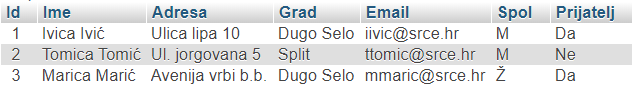 Id Ime Adresa Grad Email Spol Prijatelj
1 Ivica Ivić Ulica lipa 10 Dugo Selo iivic@srce.hr M Da
2 Tomica Tomić Ul. jorgovana 5 Split ttomic@srce.hr M Ne
3 Marica Marić Avenija vrbi b.b. Dugo Selo mmaric@srce.hr Ž Da